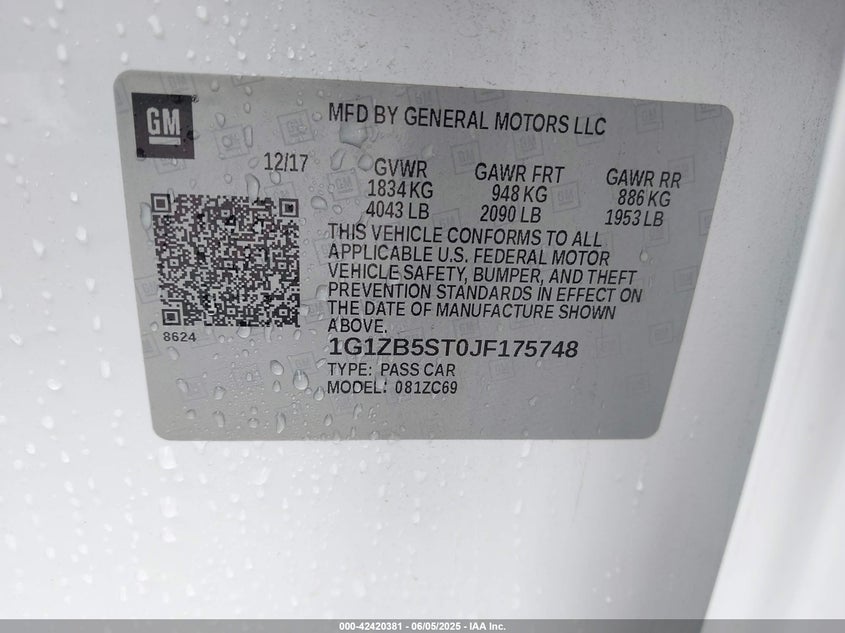 GM
MFD BY GENERAL MOTORS LLC
12/17
GVWR
1834 KG
4043 LB
GAWR FRT
948 KG
2090 LB
GAWR RR
886 KG
1953 LB
THIS VEHICLE CONFORMS TO ALL
APPLICABLE U.S. FEDERAL MOTOR
VEHICLE SAFETY, BUMPER, AND THEFT
PREVENTION STANDARDS IN EFFECT ON
THE DATE OF MANUFACTURE SHOWN
ABOVE.
8624
1G1ZB5ST0JF175748
TYPE: PASS CAR
MODEL: 081ZC69
000-42420381 - 06/05/2025 - IAA Inc.